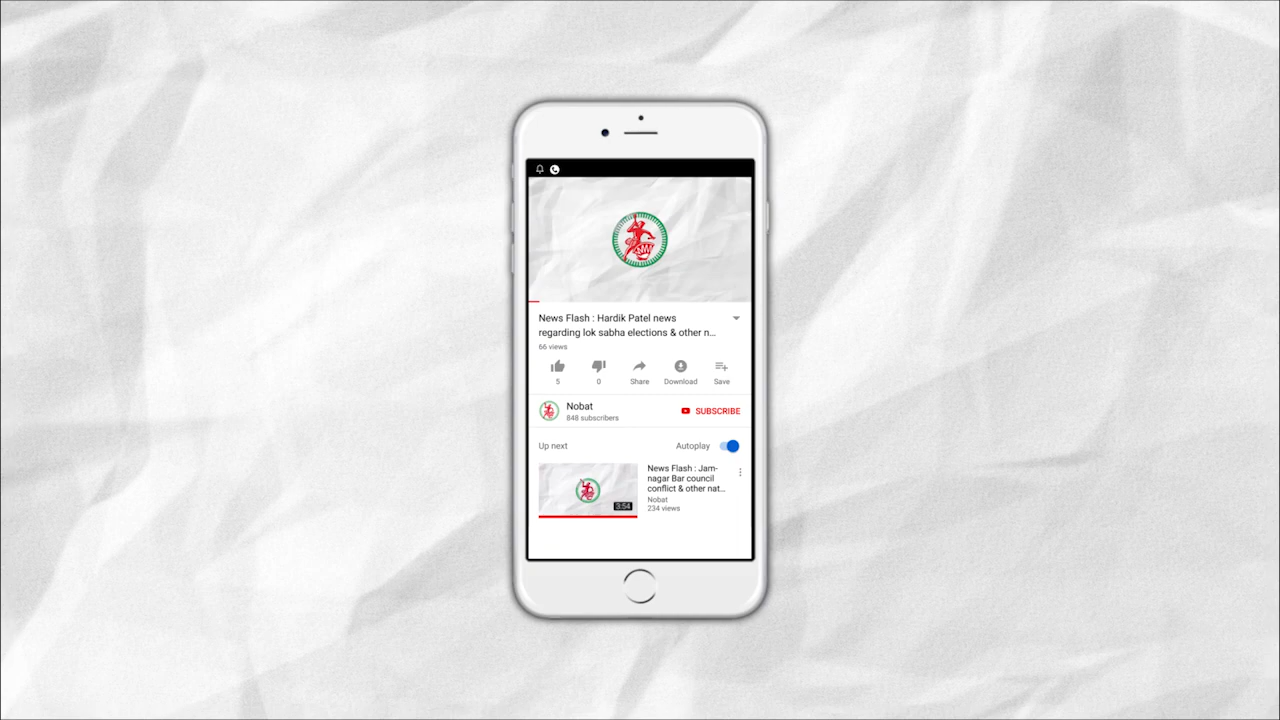 News Flash : Hardik Patel news
regarding lok sabha elections & other n...
66 views
5
0
Share
Download
Save
Nobat
848 subscribers
SUBSCRIBE
Up next
Autoplay
News Flash : Jam-
nagar Bar council
conflict & other nat...
Nobat
234 views
3:54